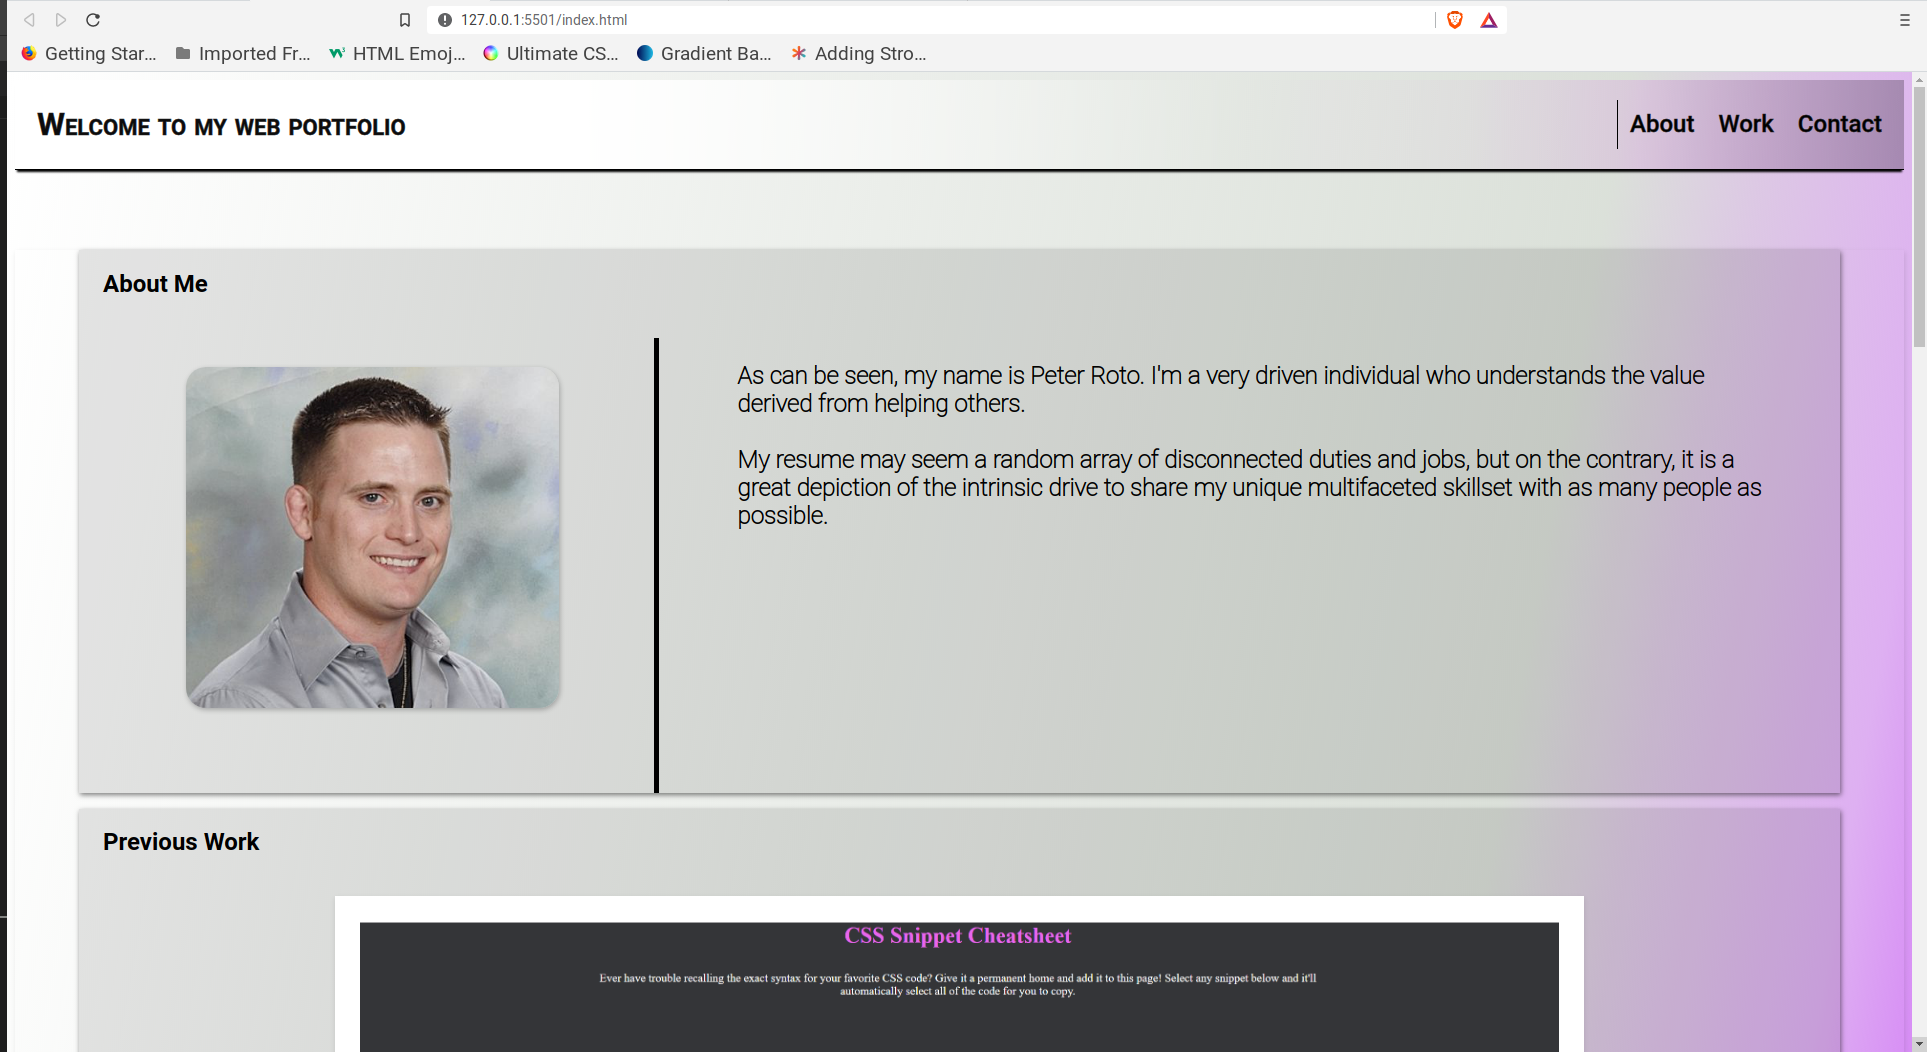 127.0.0.1:5501/index.html
Getting Star... Imported Fr... HTML Emoj... Ultimate CS... Gradient Ba... Adding Stro...
Welcome to my web portfolio
About Work Contact
About Me
As can be seen, my name is Peter Roto. I'm a very driven individual who understands the value
derived from helping others.
My resume may seem a random array of disconnected duties and jobs, but on the contrary, it is a
great depiction of the intrinsic drive to share my unique multifaceted skillset with as many people as
possible.
Previous Work
CSS Snippet Cheatsheet
Ever have trouble recalling the exact syntax for your favorite CSS code? Give it a permanent home and add it to this page! Select any snippet below and it'll
automatically select all of the code for you to copy.